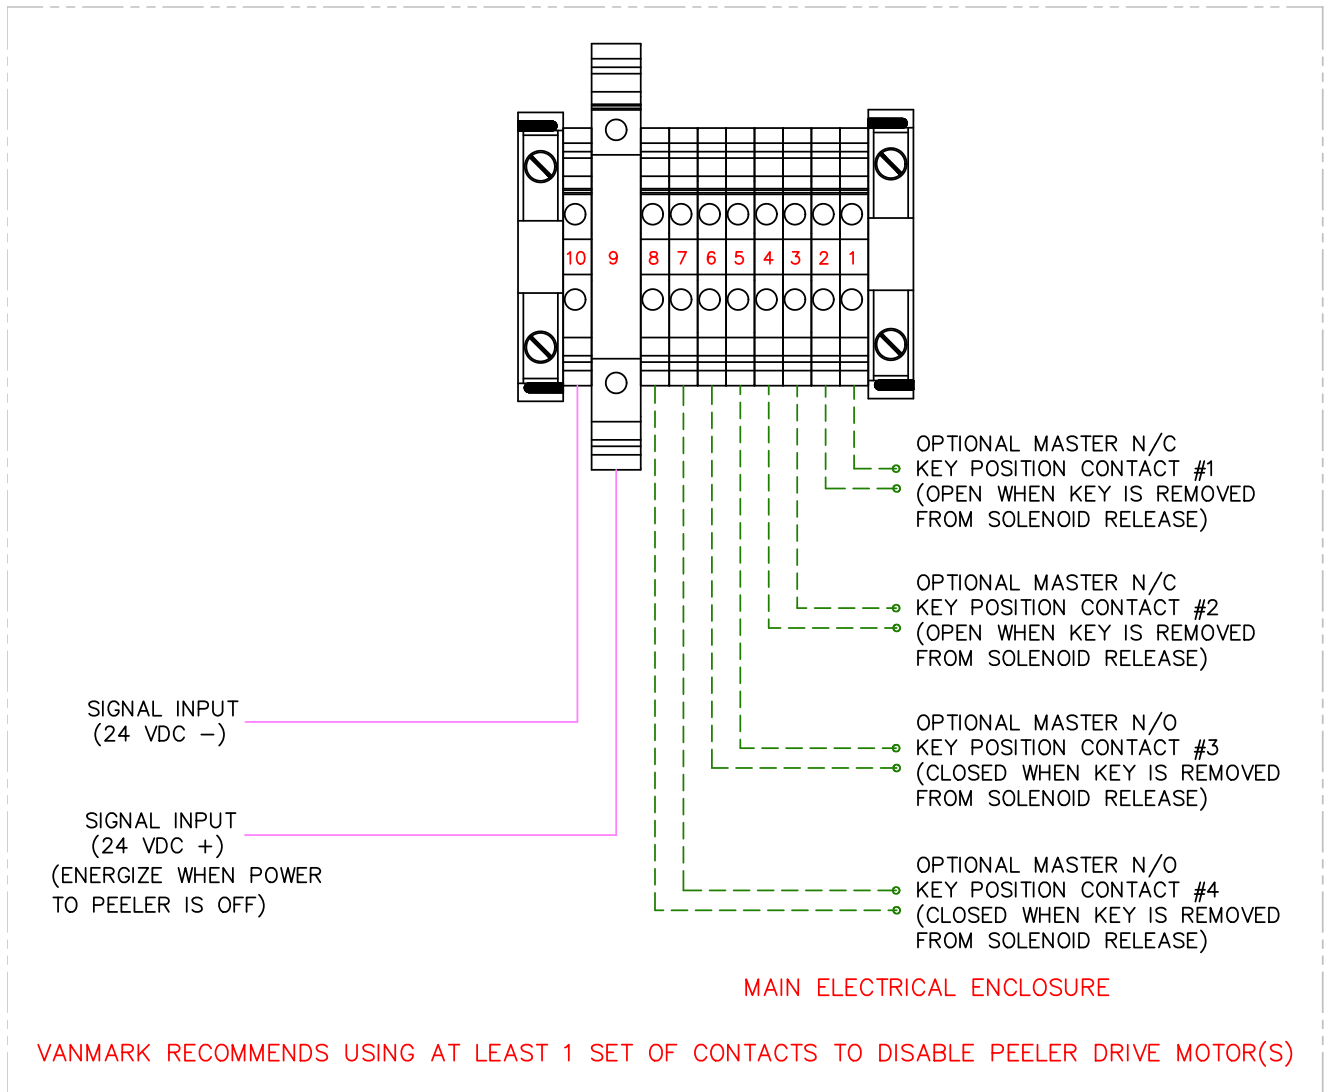 10 9 8 7 6 5 4 3 2 1
OPTIONAL MASTER N/C
KEY POSITION CONTACT #1
(OPEN WHEN KEY IS REMOVED
FROM SOLENOID RELEASE)
OPTIONAL MASTER N/C
KEY POSITION CONTACT #2
(OPEN WHEN KEY IS REMOVED
FROM SOLENOID RELEASE)
SIGNAL INPUT
(24 VDC −)
OPTIONAL MASTER N/O
KEY POSITION CONTACT #3
(CLOSED WHEN KEY IS REMOVED
FROM SOLENOID RELEASE)
SIGNAL INPUT
(24 VDC +)
(ENERGIZE WHEN POWER
TO PEELER IS OFF)
OPTIONAL MASTER N/O
KEY POSITION CONTACT #4
(CLOSED WHEN KEY IS REMOVED
FROM SOLENOID RELEASE)
MAIN ELECTRICAL ENCLOSURE
VANMARK RECOMMENDS USING AT LEAST 1 SET OF CONTACTS TO DISABLE PEELER DRIVE MOTOR(S)